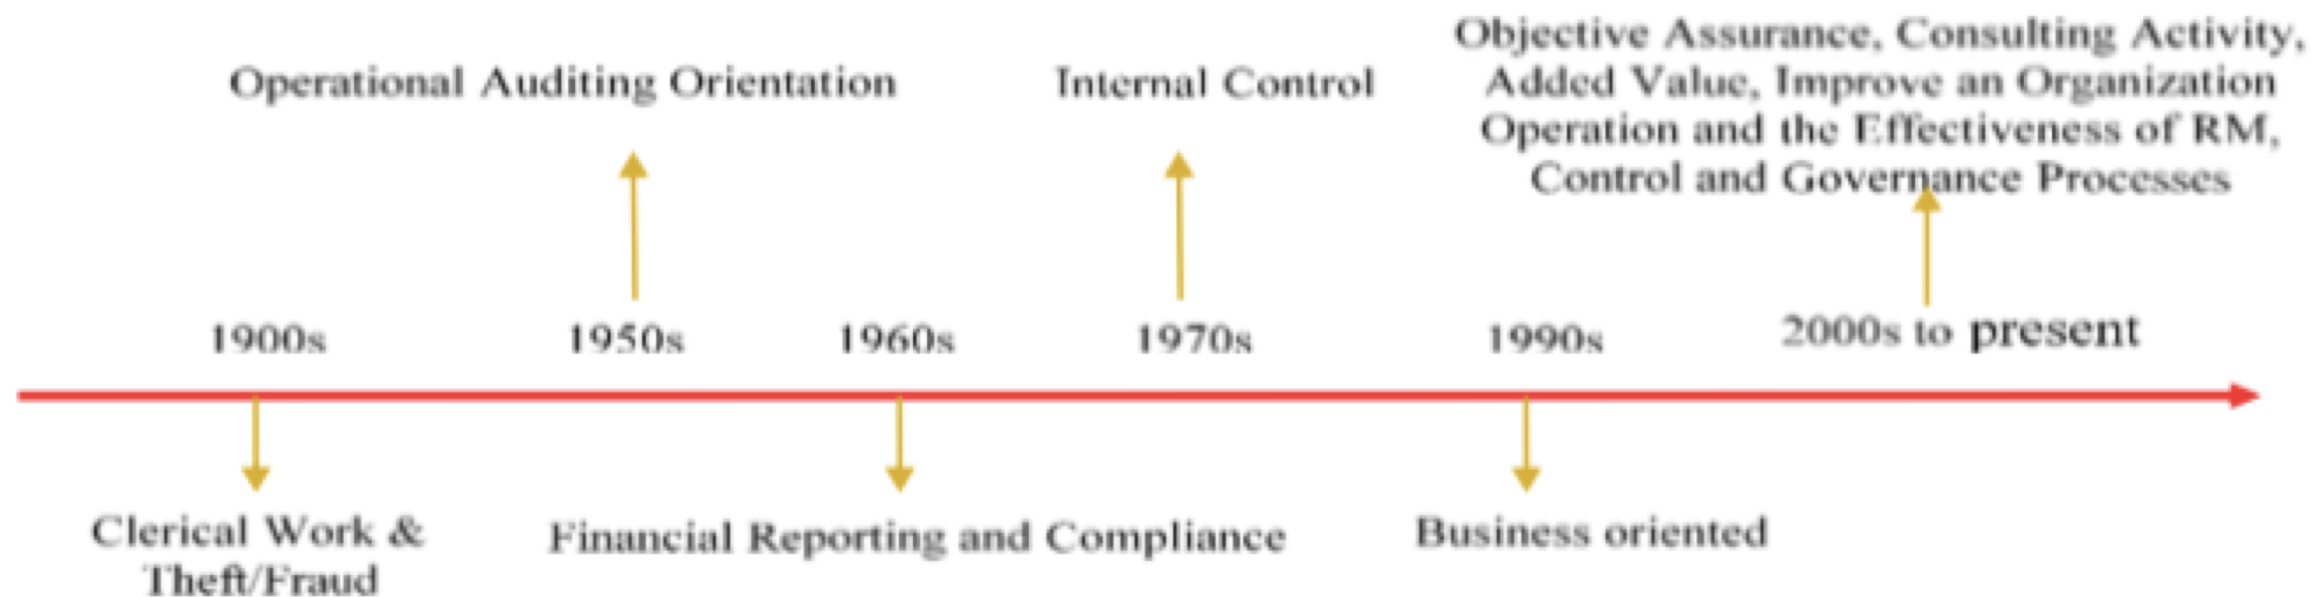 Objective Assurance, Consulting Activity,
Operational Auditing Orientation
Internal Control
Added Value, Improve an Organization
Operation and the Effectiveness of RM,
Control and Governance Processes
1900s
1950s
1960s
1970s
1990s
2000s to present
Clerical Work &
Theft/Fraud
Financial Reporting and Compliance
Business oriented